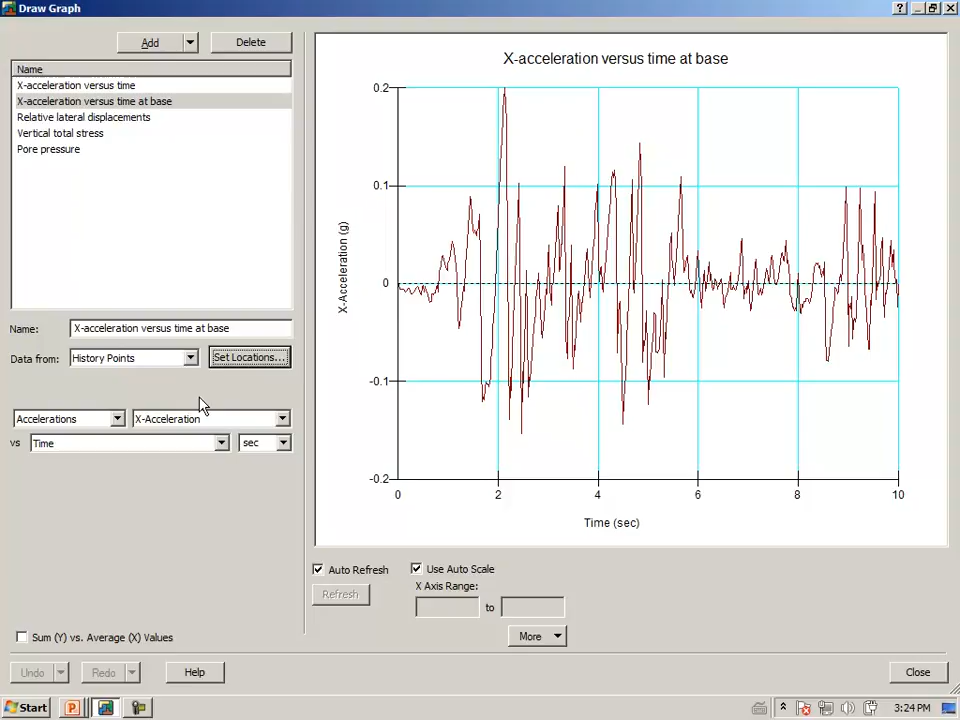 Draw Graph
Add
Delete
Name
X-acceleration versus time
X-acceleration versus time at base
Relative lateral displacements
Vertical total stress
Pore pressure
Name: X-acceleration versus time at base
Data from: History Points Set Locations...
Accelerations X-Acceleration
vs Time sec
Sum (Y) vs. Average (X) Values
X-acceleration versus time at base
0.2
0.1
0
-0.1
-0.2
X-Acceleration (g)
0 2 4 6 8 10
Time (sec)
Auto Refresh
Use Auto Scale
Refresh
X Axis Range:
to
More
Undo Redo Help Close
Start 3:24 PM